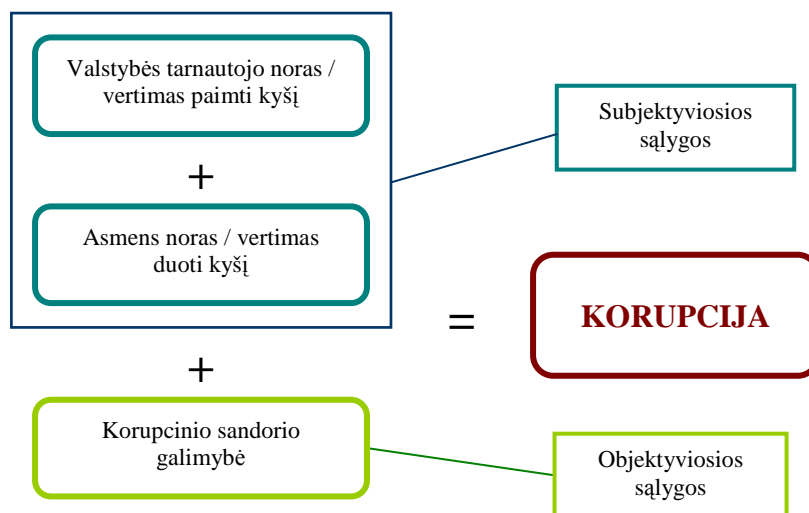 Valstybės tarnautojo noras /
vertimas paimti kyšį
+
Asmens noras / vertimas
duoti kyšį
+
Korupcinio sandorio
galimybė
=
KORUPCIJA
Subjektyviosios
sąlygos
Objektyviosios
sąlygos